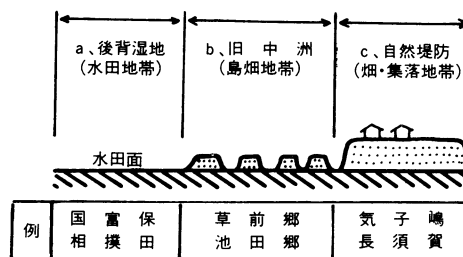 a、後背湿地
(水田地帯)
b、旧中洲
(島畑地帯)
c、自然堤防
(畑・集落地帯)
水田面
例
国富保
相撲田
草前郷
池田郷
気子嶋
長須賀